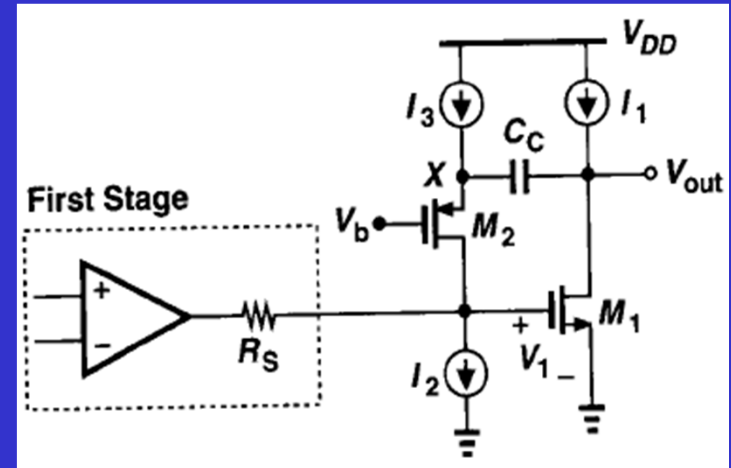 V_DD
I_3
I_1
C_C
X
V_out
First Stage
V_b
M_2
+
−
R_S
+
M_1
V_1
−
I_2